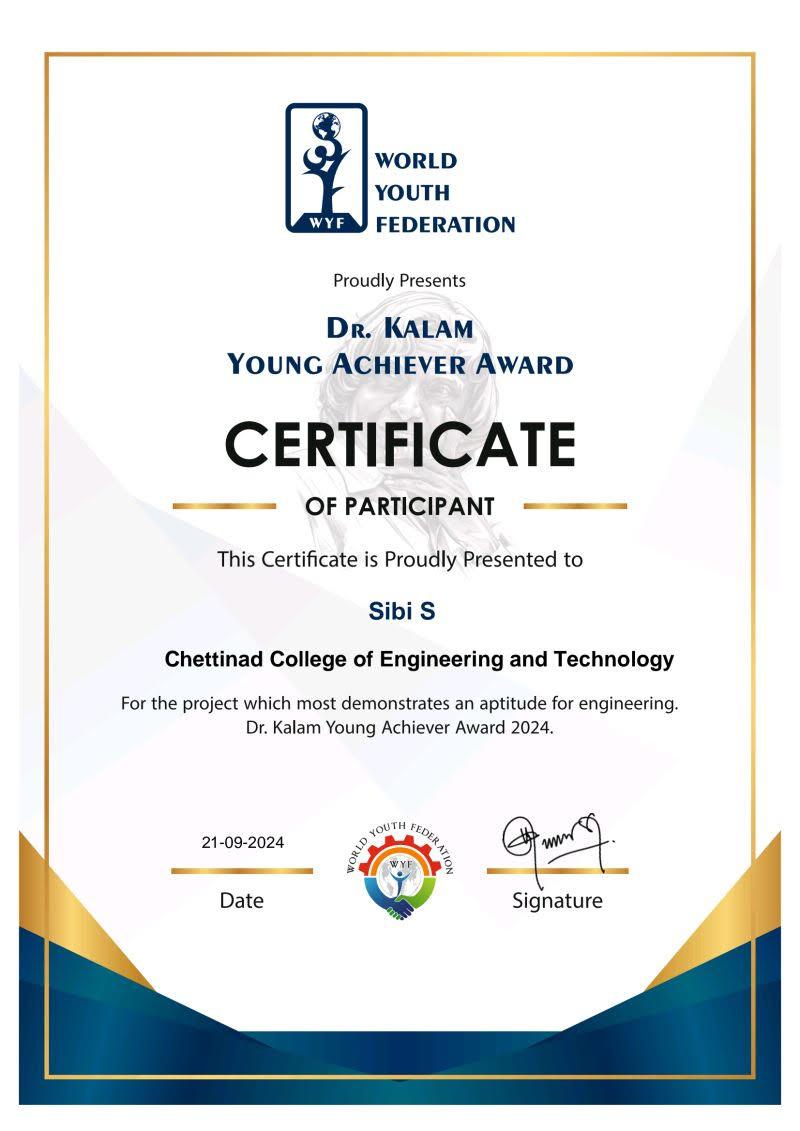 WORLD
YOUTH
FEDERATION
WYF
Proudly Presents
DR. KALAM
YOUNG ACHIEVER AWARD
CERTIFICATE
OF PARTICIPANT
This Certificate is Proudly Presented to
Sibi S
Chettinad College of Engineering and Technology
For the project which most demonstrates an aptitude for engineering.
Dr. Kalam Young Achiever Award 2024.
21-09-2024
WORLD YOUTH FEDERATION
WYF
Date
Signature